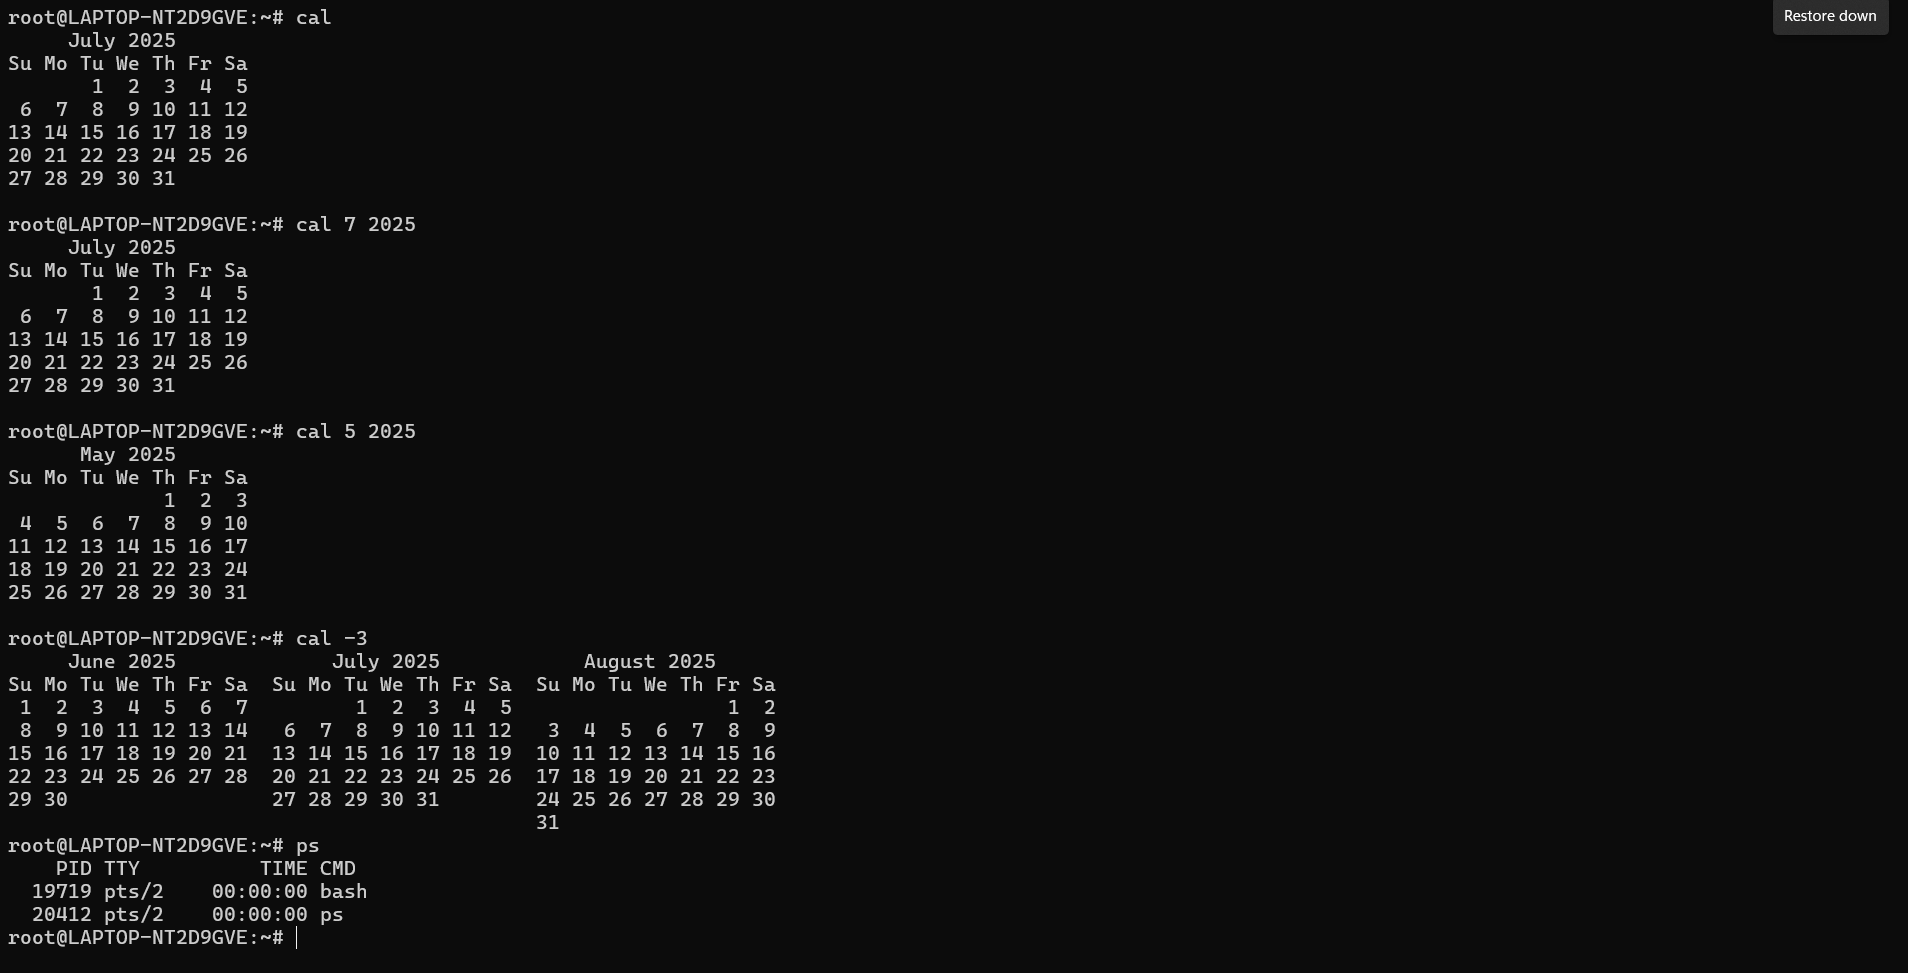 root@LAPTOP-NT2D9GVE:~# cal
Restore down
     July 2025
Su Mo Tu We Th Fr Sa
       1  2  3  4  5
 6  7  8  9 10 11 12
13 14 15 16 17 18 19
20 21 22 23 24 25 26
27 28 29 30 31

root@LAPTOP-NT2D9GVE:~# cal 7 2025
     July 2025
Su Mo Tu We Th Fr Sa
       1  2  3  4  5
 6  7  8  9 10 11 12
13 14 15 16 17 18 19
20 21 22 23 24 25 26
27 28 29 30 31

root@LAPTOP-NT2D9GVE:~# cal 5 2025
      May 2025
Su Mo Tu We Th Fr Sa
             1  2  3
 4  5  6  7  8  9 10
11 12 13 14 15 16 17
18 19 20 21 22 23 24
25 26 27 28 29 30 31

root@LAPTOP-NT2D9GVE:~# cal -3
     June 2025             July 2025            August 2025
Su Mo Tu We Th Fr Sa  Su Mo Tu We Th Fr Sa  Su Mo Tu We Th Fr Sa
 1  2  3  4  5  6  7         1  2  3  4  5                  1  2
 8  9 10 11 12 13 14   6  7  8  9 10 11 12   3  4  5  6  7  8  9
15 16 17 18 19 20 21  13 14 15 16 17 18 19  10 11 12 13 14 15 16
22 23 24 25 26 27 28  20 21 22 23 24 25 26  17 18 19 20 21 22 23
29 30                 27 28 29 30 31        24 25 26 27 28 29 30
                                            31
root@LAPTOP-NT2D9GVE:~# ps
    PID TTY          TIME CMD
  19719 pts/2    00:00:00 bash
  20412 pts/2    00:00:00 ps
root@LAPTOP-NT2D9GVE:~#